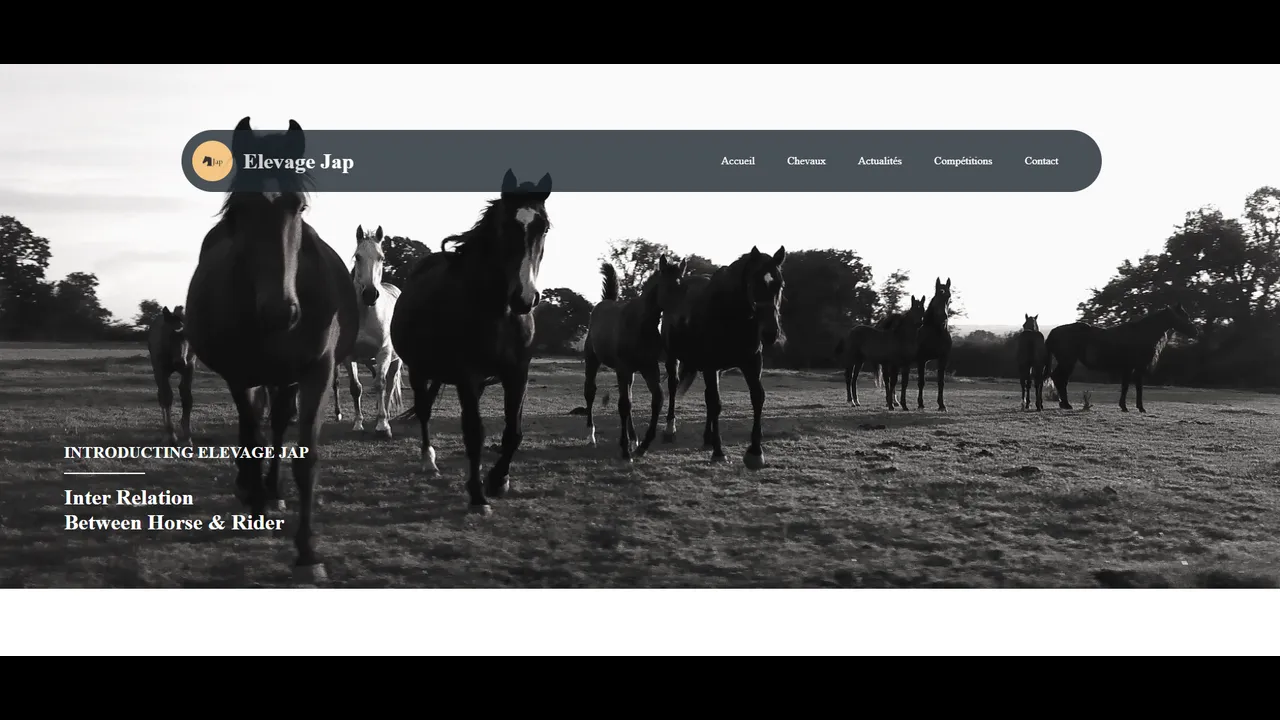 Jap
Elevage Jap
Accueil
Chevaux
Actualités
Compétitions
Contact
INTRODUCTING ELEVAGE JAP
Inter Relation
Between Horse & Rider